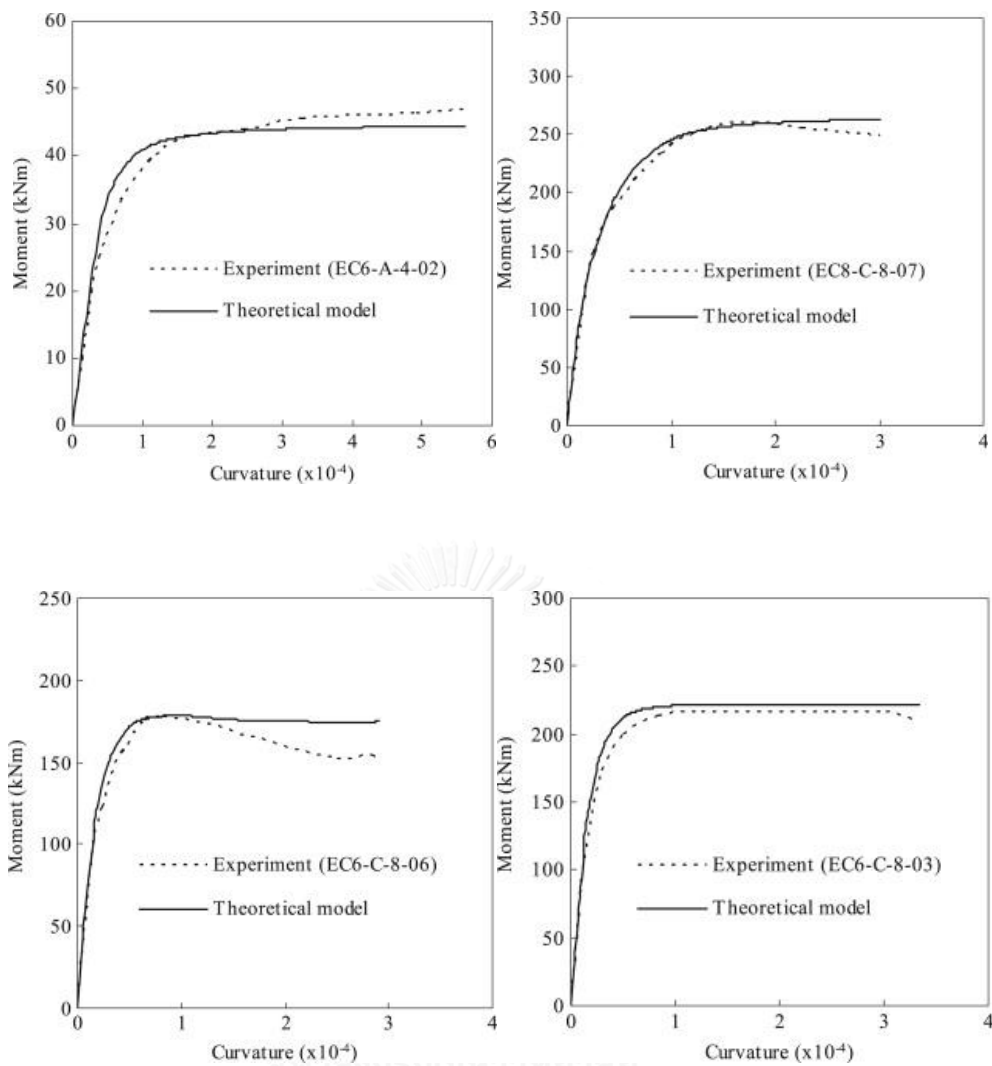 60
50
40
30
20
10
0
Moment (kNm)
Experiment (EC6-A-4-02)
Theoretical model
0 1 2 3 4 5 6
Curvature (x10⁻⁴)
350
300
250
200
150
100
50
0
Moment (kNm)
Experiment (EC8-C-8-07)
Theoretical model
0 1 2 3 4
Curvature (x10⁻⁴)
250
200
150
100
50
0
Moment (kNm)
Experiment (EC6-C-8-06)
Theoretical model
0 1 2 3 4
Curvature (x10⁻⁴)
300
250
200
150
100
50
0
Moment (kNm)
Experiment (EC6-C-8-03)
Theoretical model
0 1 2 3 4
Curvature (x10⁻⁴)